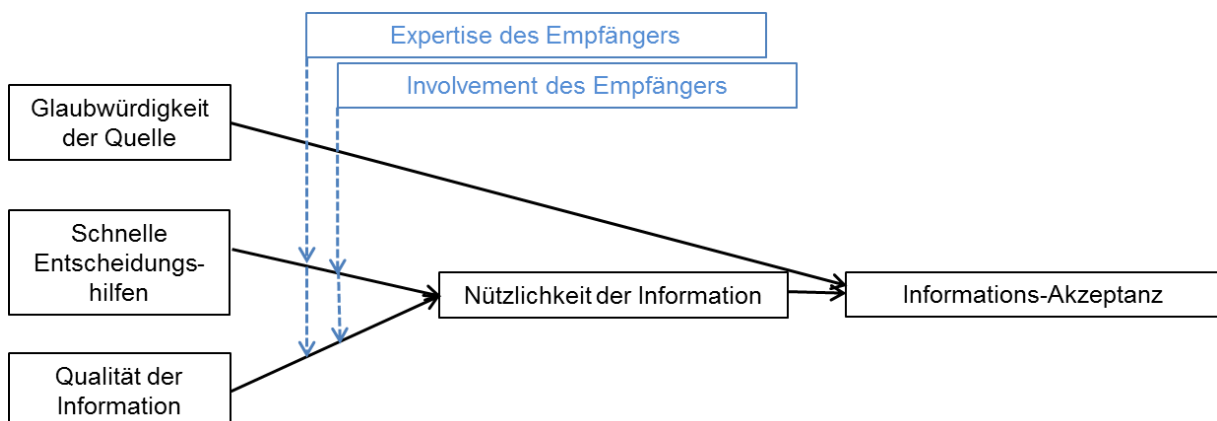 Expertise des Empfängers
Involvement des Empfängers
Glaubwürdigkeit
der Quelle
Schnelle
Entscheidungs-
hilfen
Nützlichkeit der Information
Informations-Akzeptanz
Qualität der
Information